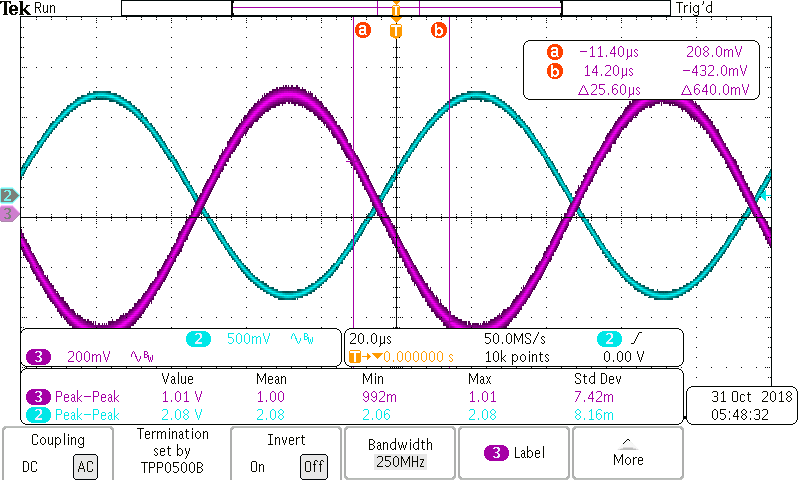 Tek Run Trig'd
T
a T b
a −11.40µs 208.0mV
b 14.20µs −432.0mV
Δ25.60µs Δ640.0mV
2
3
2 500mV ∿BW
3 200mV ∿BW
20.0µs 50.0MS/s 2 ∫
T→▼0.000000 s 10k points 0.00 V
Value Mean Min Max Std Dev
3 Peak−Peak 1.01 V 1.00 992m 1.01 7.42m
2 Peak−Peak 2.08 V 2.08 2.06 2.08 8.16m
31 Oct 2018
05:48:32
Coupling
DC AC
Termination
set by
TPP0500B
Invert
On Off
Bandwidth
250MHz
3 Label
More